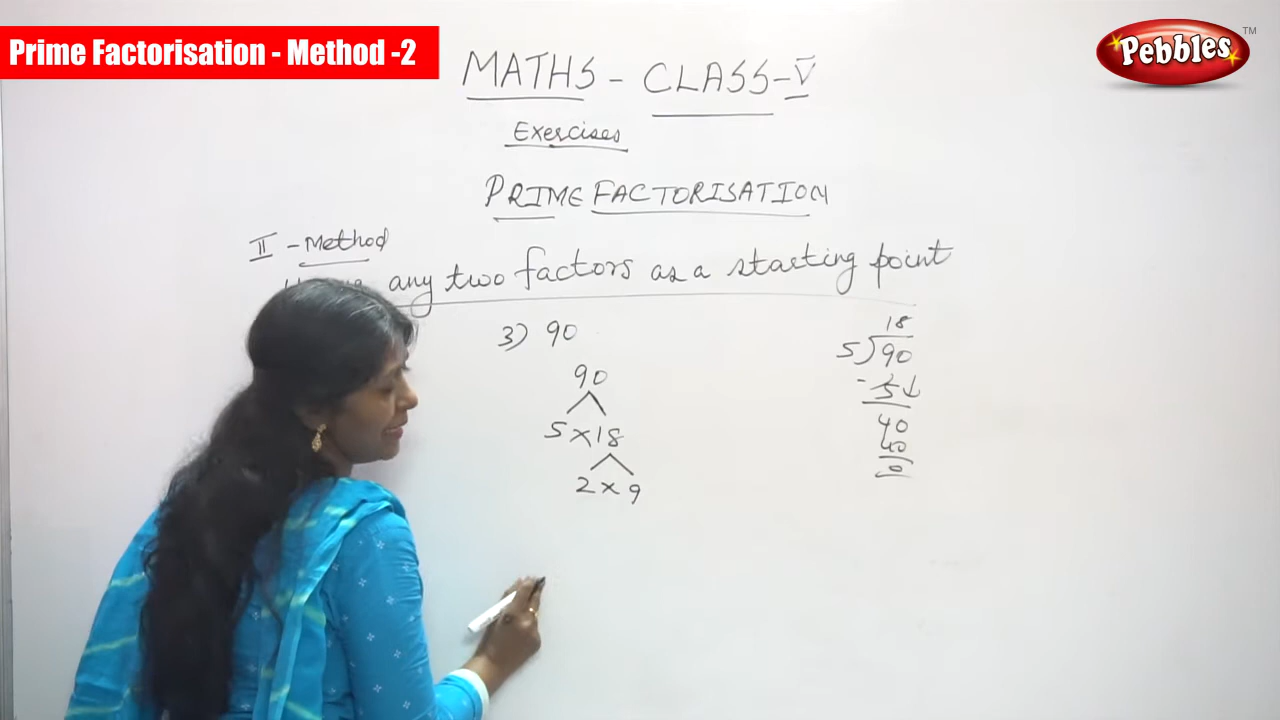 Prime Factorisation - Method -2
Pebbles TM
MATHS - CLASS - V
Exercises
PRIME FACTORISATION
II - Method
any two factors as a starting point
3) 90
90
5 × 18
2 × 9
18
5) 90
- 5↓
40
40
0